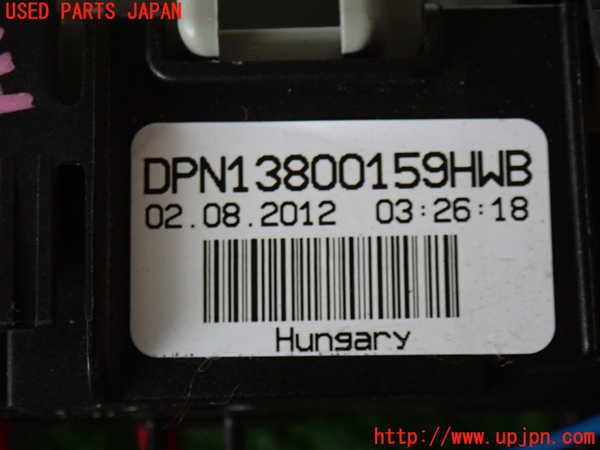 USED PARTS JAPAN
DPN13800159HWB
02.08.2012 03:26:18
Hungary
http://www.upjpn.com/